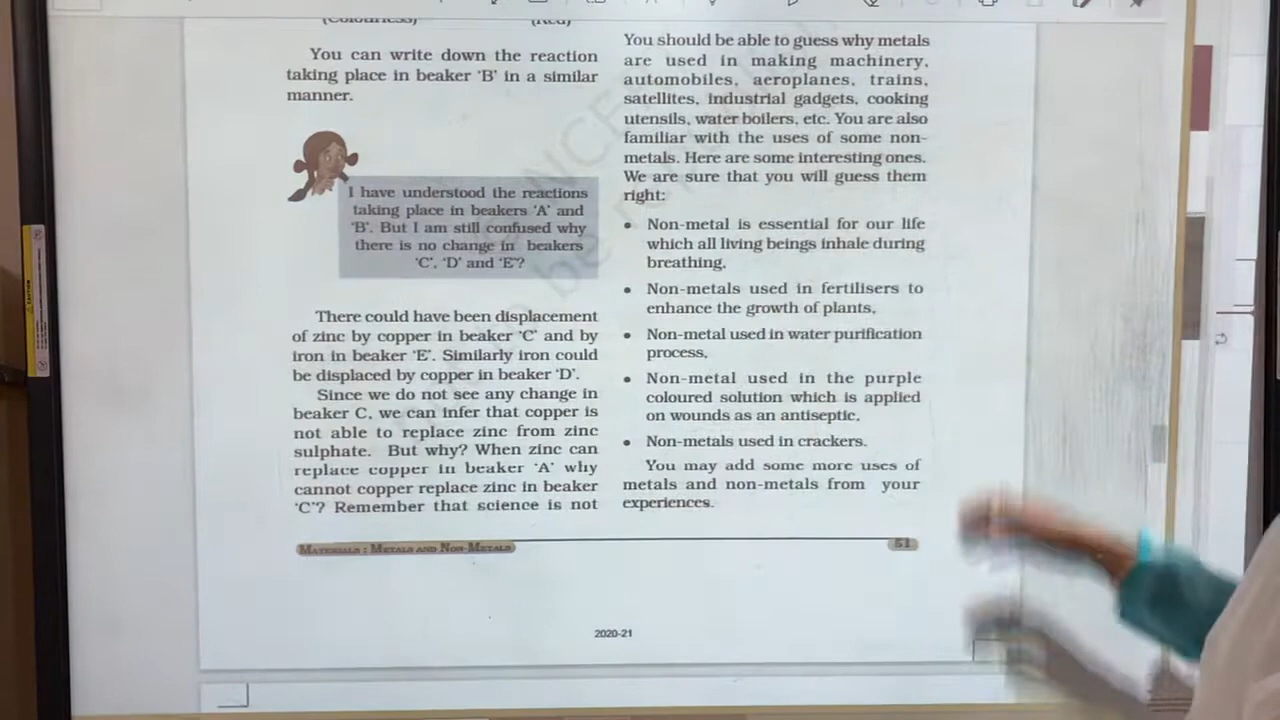 (Colourless) (Red)
You can write down the reaction
taking place in beaker ‘B’ in a similar
manner.
I have understood the reactions
taking place in beakers ‘A’ and
‘B’. But I am still confused why
there is no change in beakers
‘C’, ‘D’ and ‘E’?
There could have been displacement
of zinc by copper in beaker ‘C’ and by
iron in beaker ‘E’. Similarly iron could
be displaced by copper in beaker ‘D’.
Since we do not see any change in
beaker C, we can infer that copper is
not able to replace zinc from zinc
sulphate. But why? When zinc can
replace copper in beaker ‘A’ why
cannot copper replace zinc in beaker
‘C’? Remember that science is not
You should be able to guess why metals
are used in making machinery,
automobiles, aeroplanes, trains,
satellites, industrial gadgets, cooking
utensils, water boilers, etc. You are also
familiar with the uses of some non-
metals. Here are some interesting ones.
We are sure that you will guess them
right:
• Non-metal is essential for our life
which all living beings inhale during
breathing,
• Non-metals used in fertilisers to
enhance the growth of plants,
• Non-metal used in water purification
process,
• Non-metal used in the purple
coloured solution which is applied
on wounds as an antiseptic,
• Non-metals used in crackers.
You may add some more uses of
metals and non-metals from your
experiences.
Materials : Metals and Non-Metals
51
2020-21